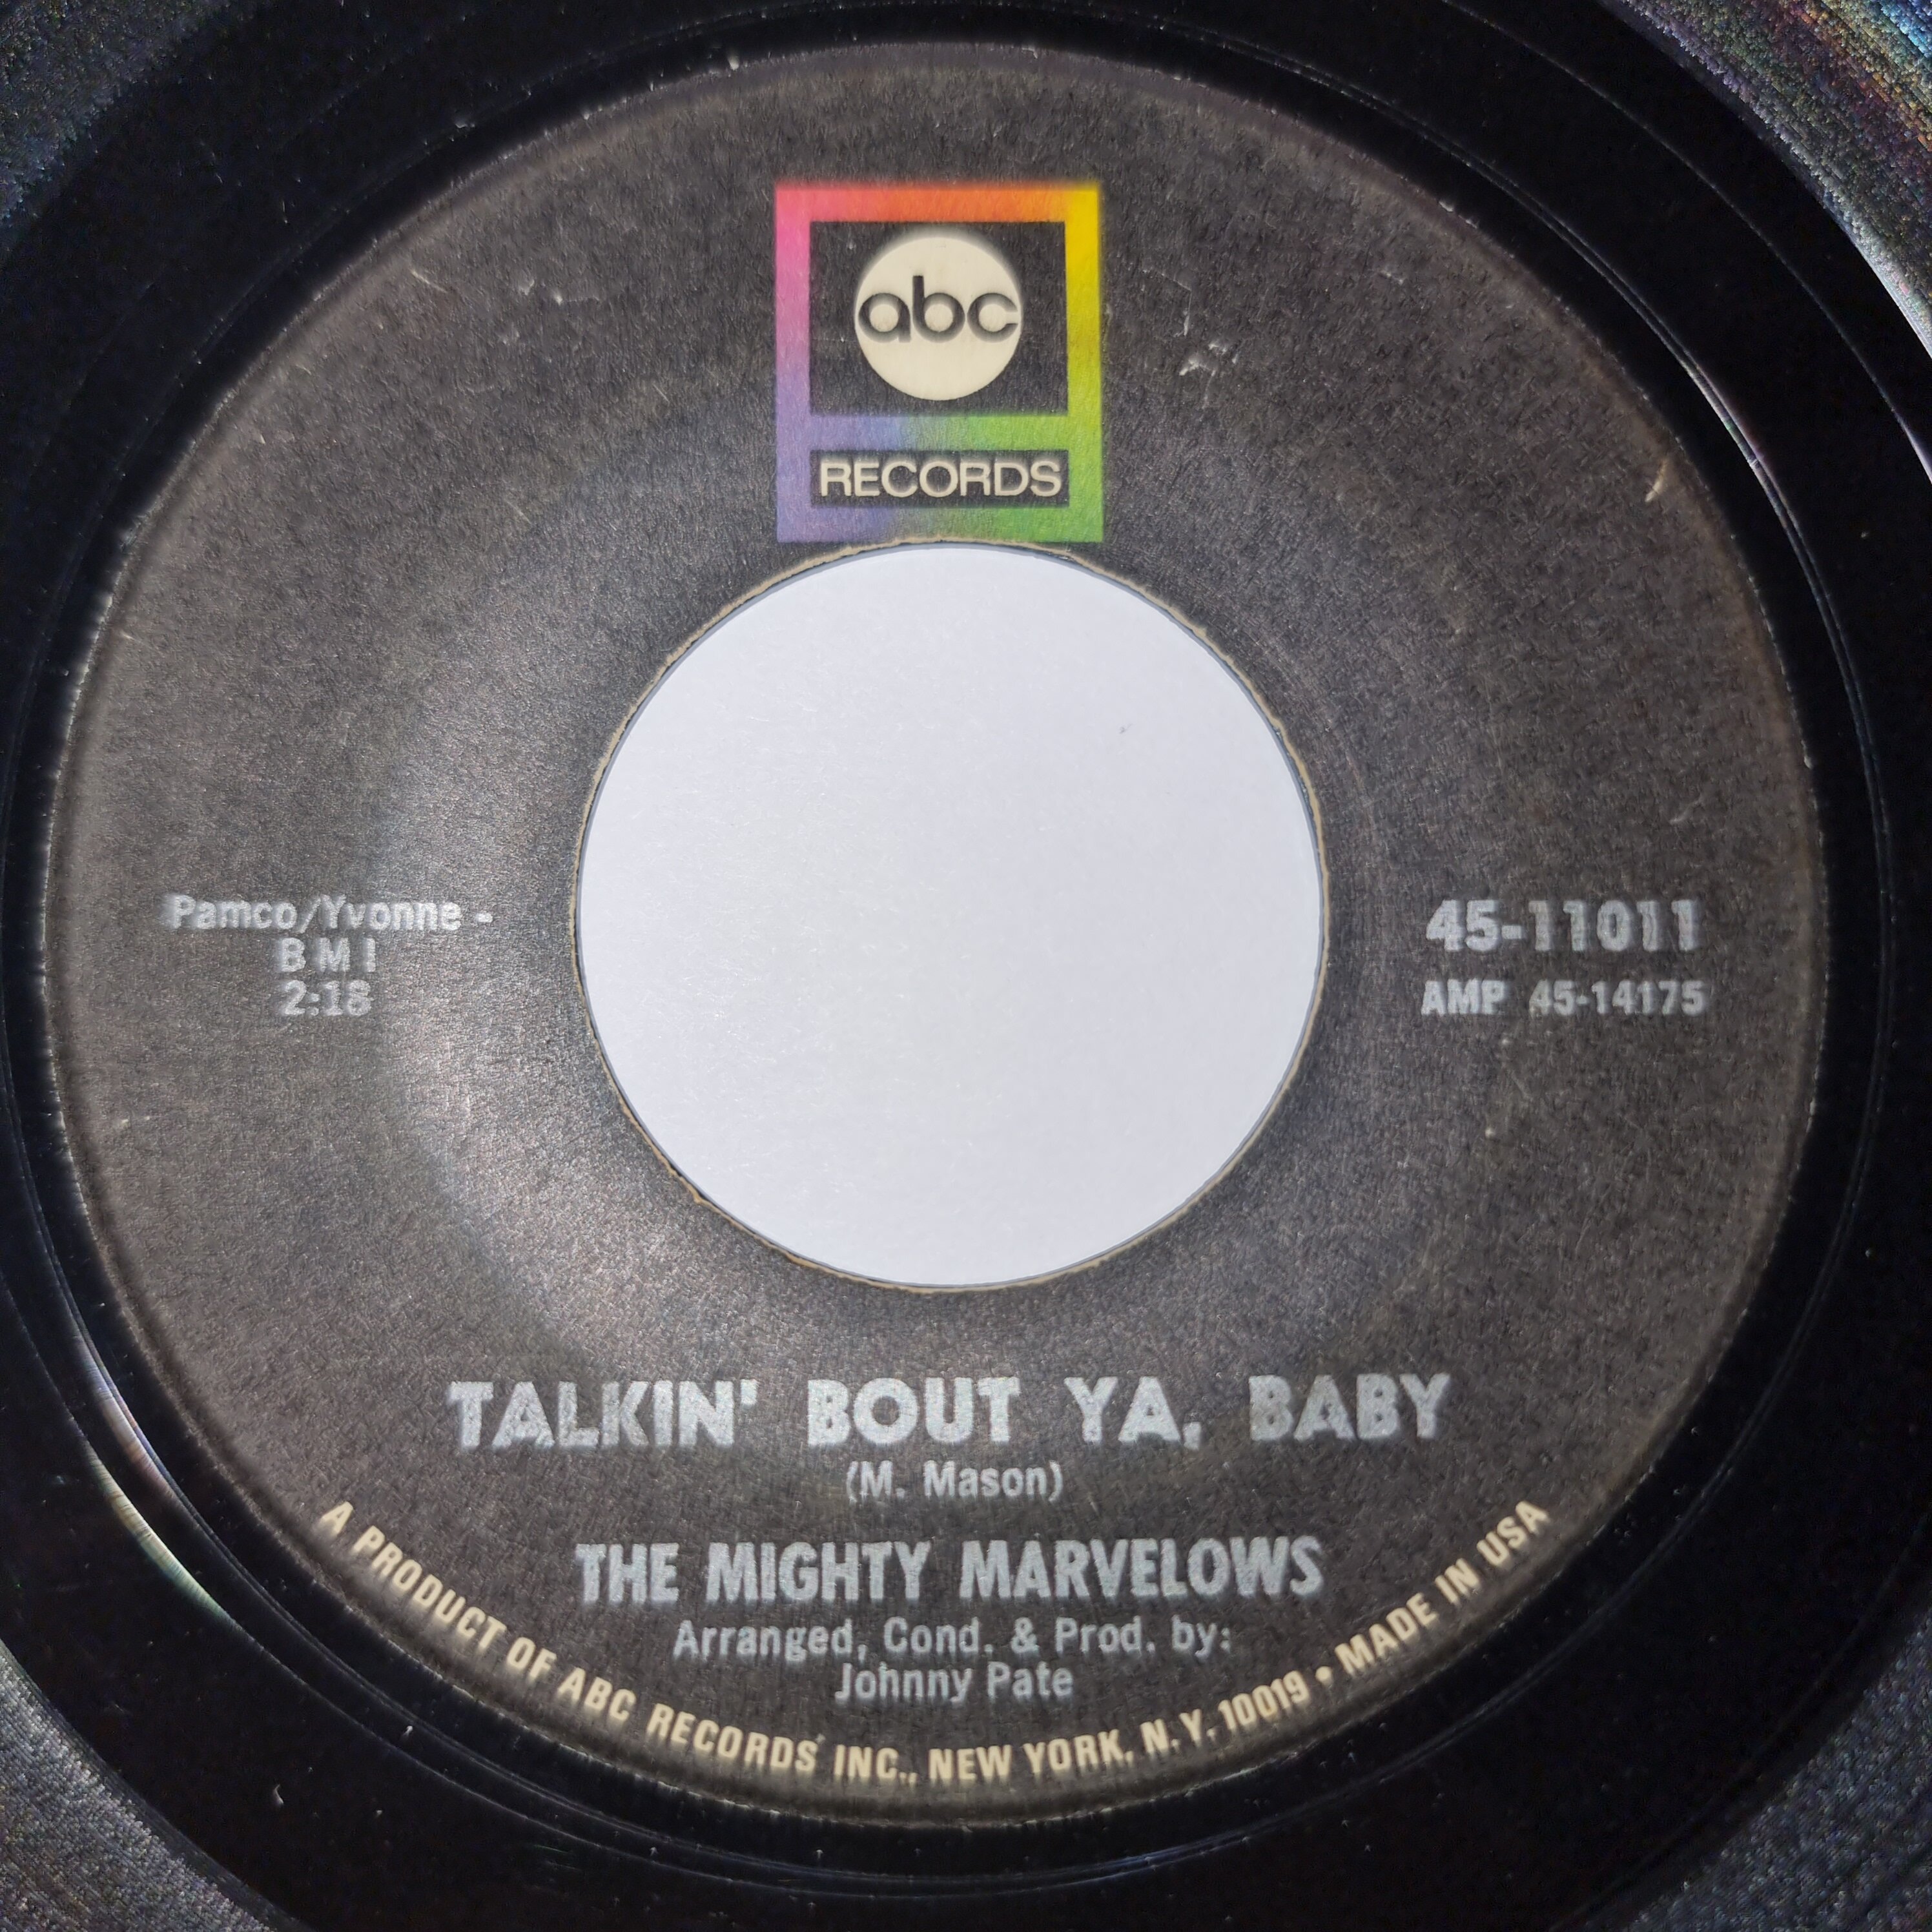 abc
RECORDS
Pamco/Yvonne -
B M I
2:18
45-11011
AMP 45-14175
TALKIN' BOUT YA, BABY
(M. Mason)
THE MIGHTY MARVELOWS
Arranged, Cond. & Prod. by:
Johnny Pate
A PRODUCT OF ABC RECORDS INC., NEW YORK, N. Y. 10019 • MADE IN USA